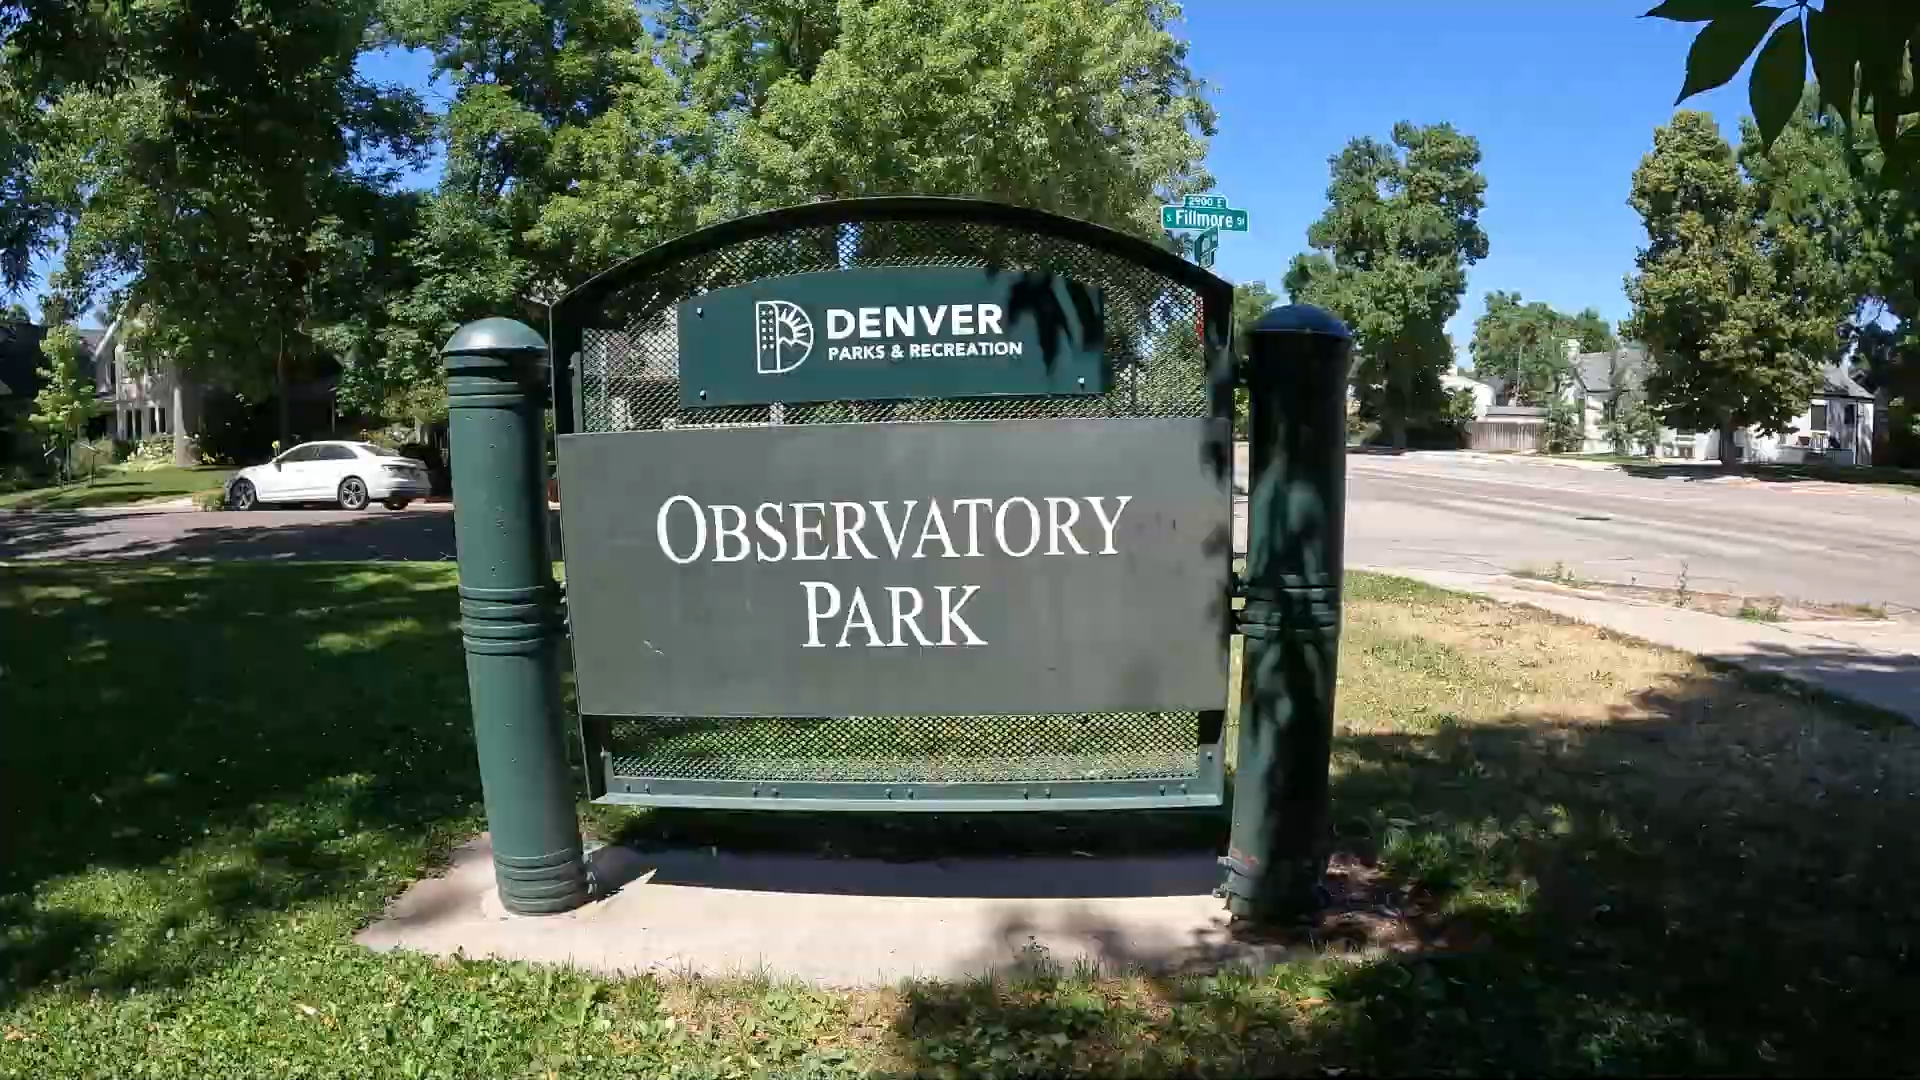 2900 E
S Fillmore St
DENVER
PARKS & RECREATION
OBSERVATORY
PARK